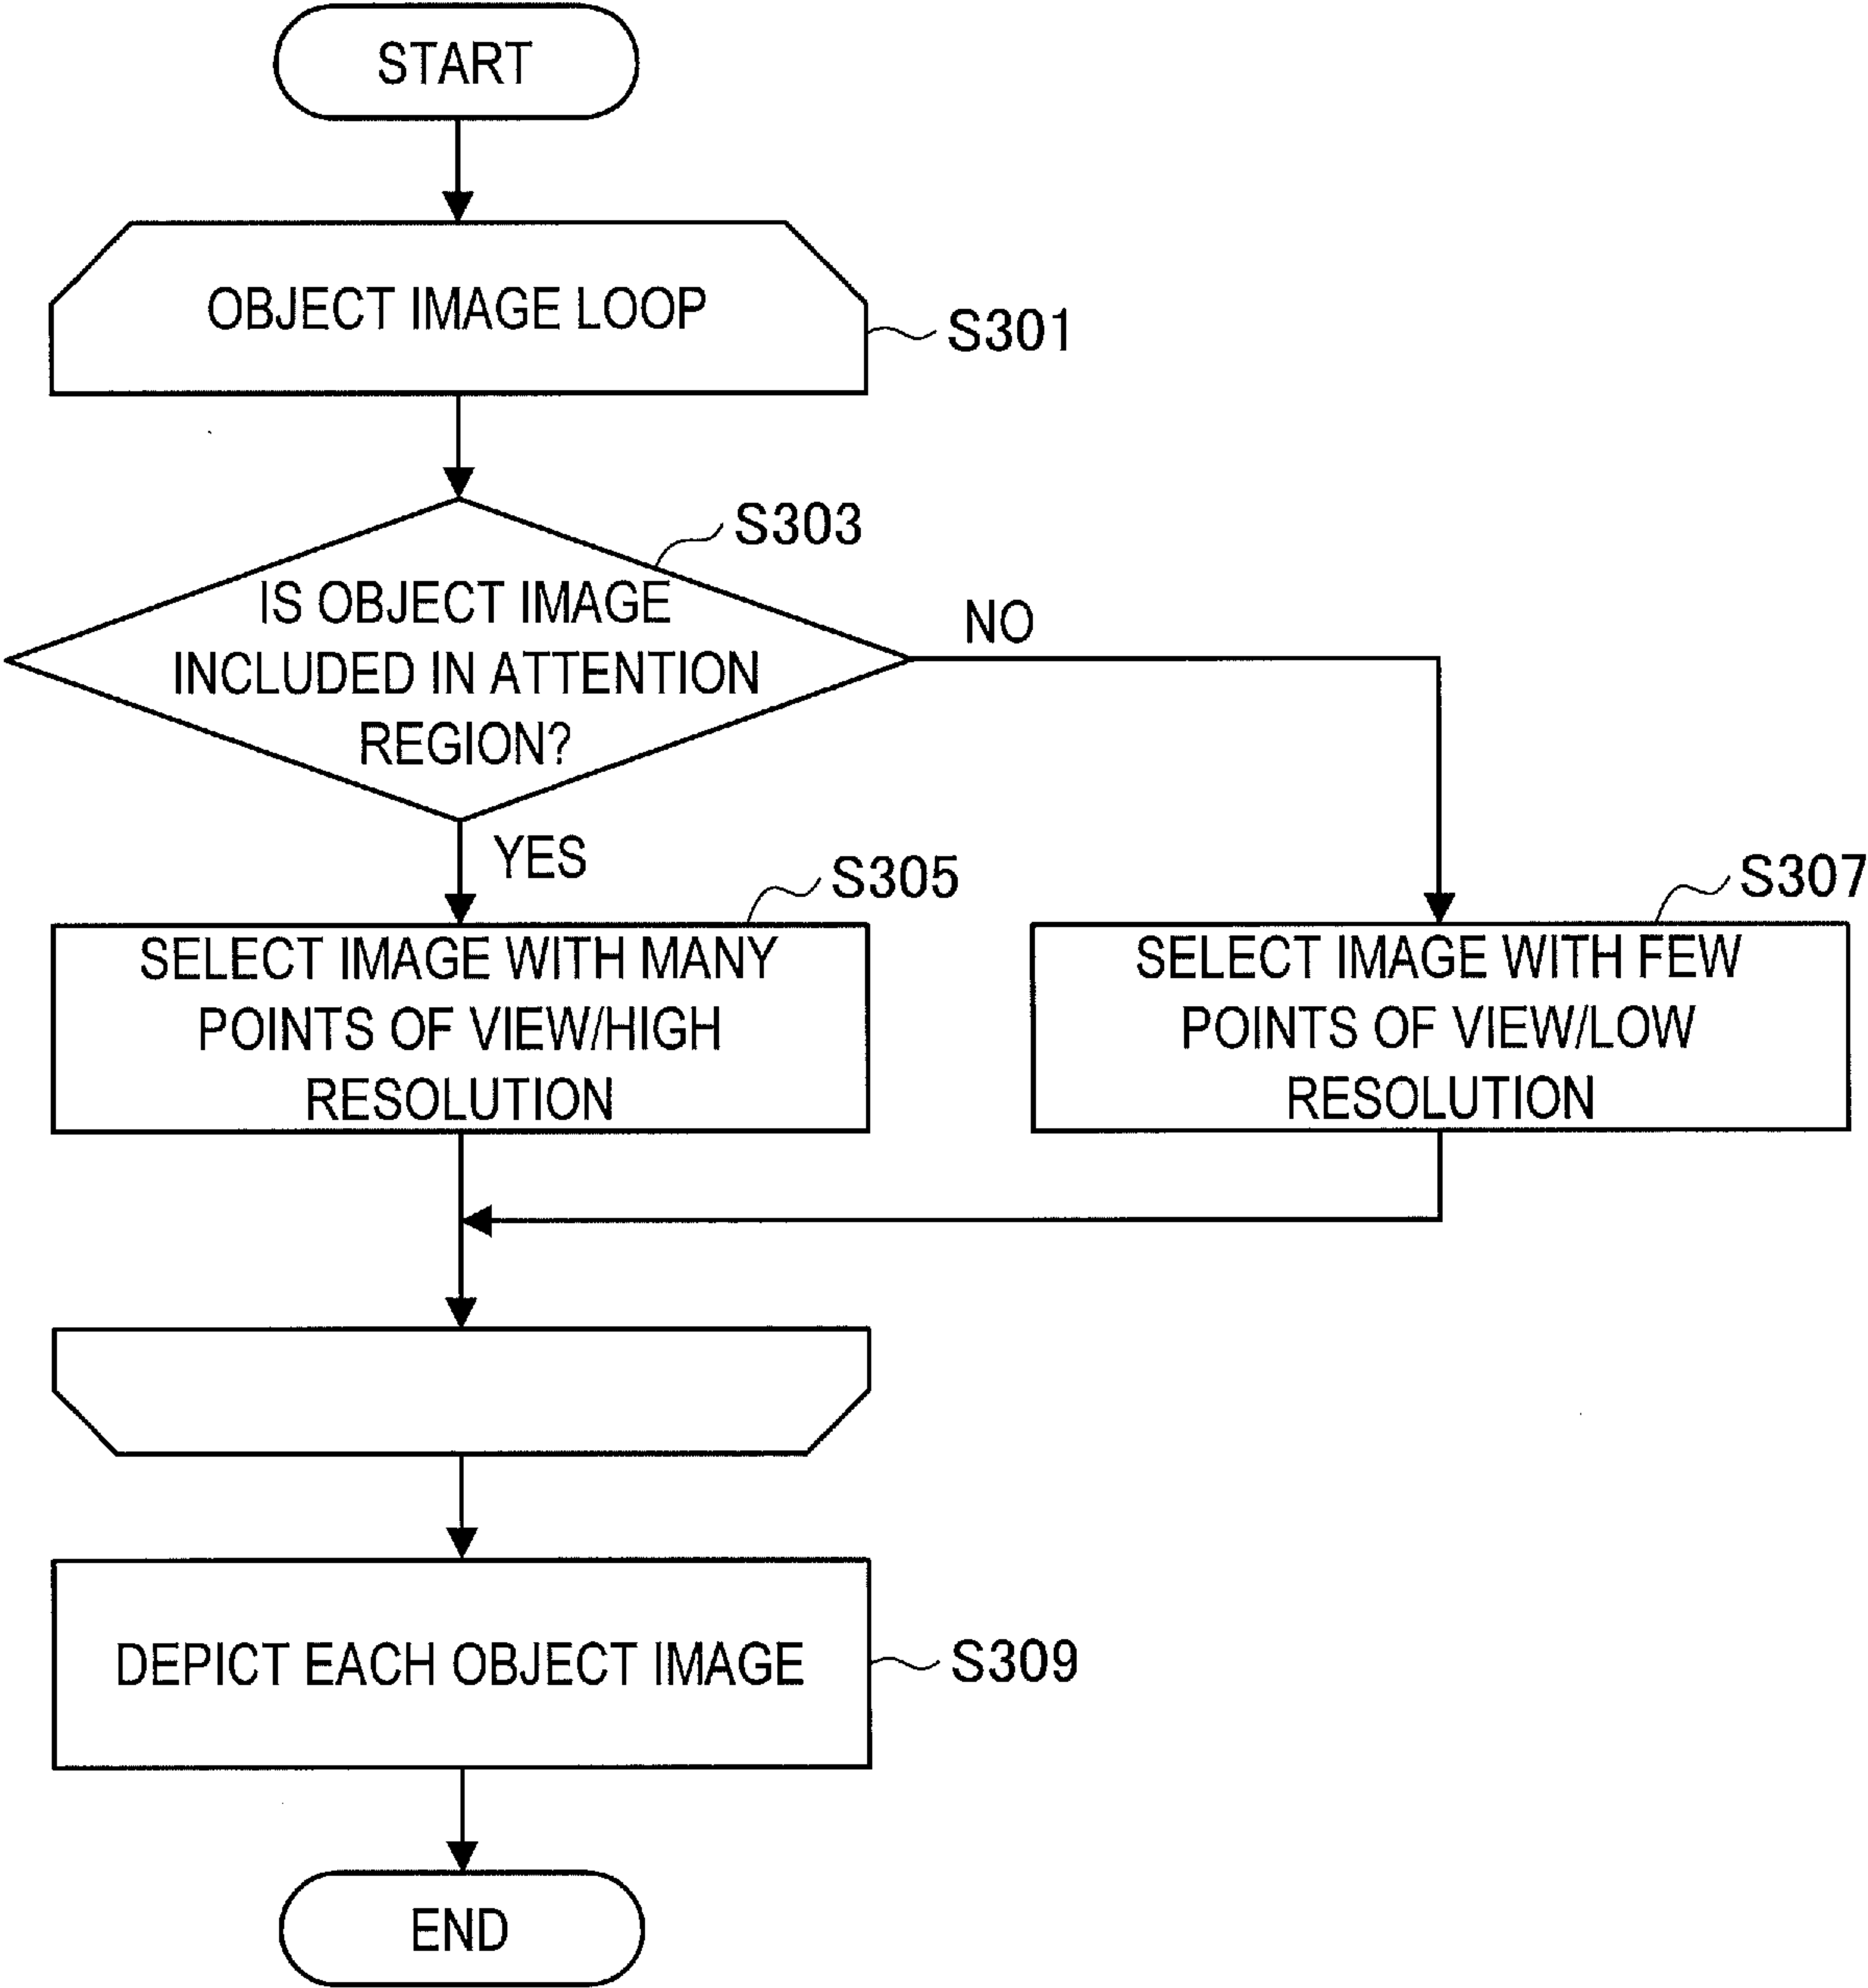 START
OBJECT IMAGE LOOP
S301
S303
IS OBJECT IMAGE
INCLUDED IN ATTENTION
REGION?
NO
YES
S305
SELECT IMAGE WITH MANY
POINTS OF VIEW/HIGH
RESOLUTION
S307
SELECT IMAGE WITH FEW
POINTS OF VIEW/LOW
RESOLUTION
DEPICT EACH OBJECT IMAGE
S309
END